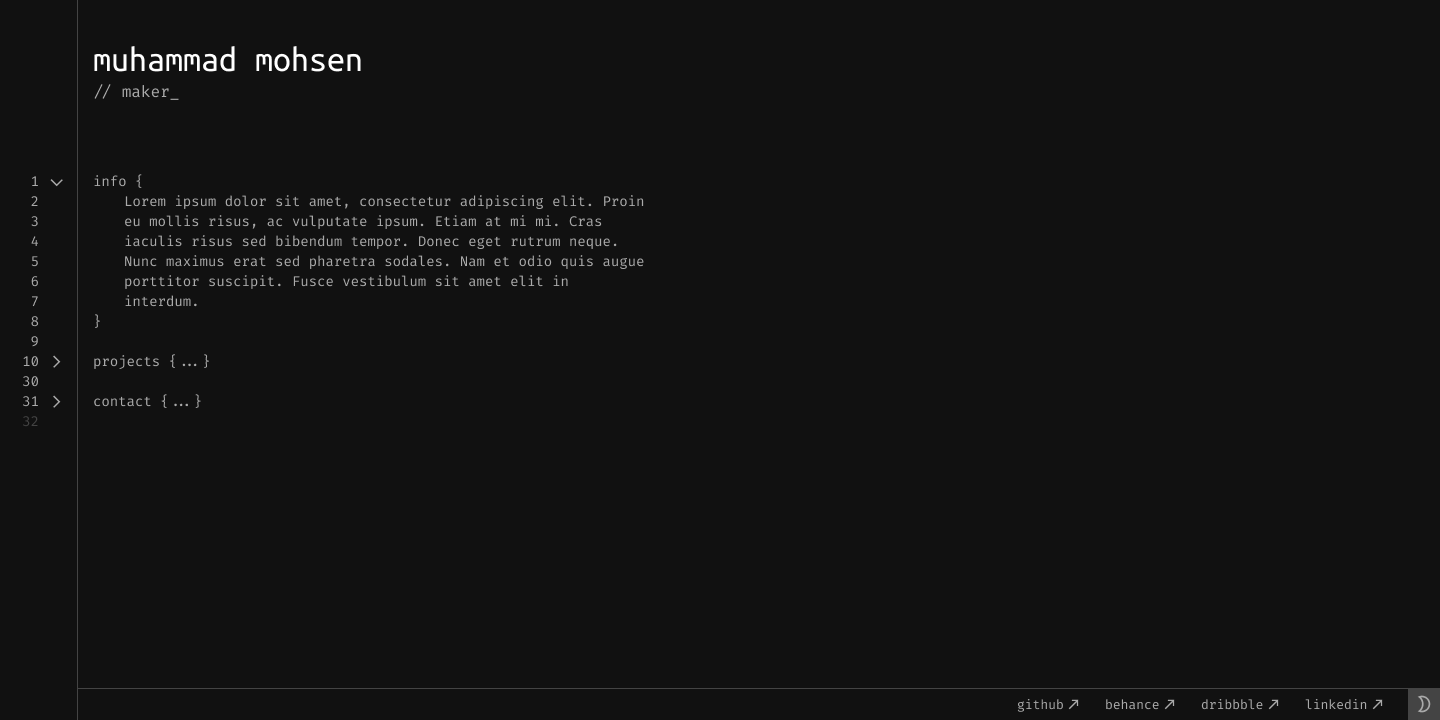 muhammad mohsen
// maker_
1 info {
2 Lorem ipsum dolor sit amet, consectetur adipiscing elit. Proin
3 eu mollis risus, ac vulputate ipsum. Etiam at mi mi. Cras
4 iaculis risus sed bibendum tempor. Donec eget rutrum neque.
5 Nunc maximus erat sed pharetra sodales. Nam et odio quis augue
6 porttitor suscipit. Fusce vestibulum sit amet elit in
7 interdum.
8 }
9
10 projects {...}
30
31 contact {...}
32
github behance dribbble linkedin